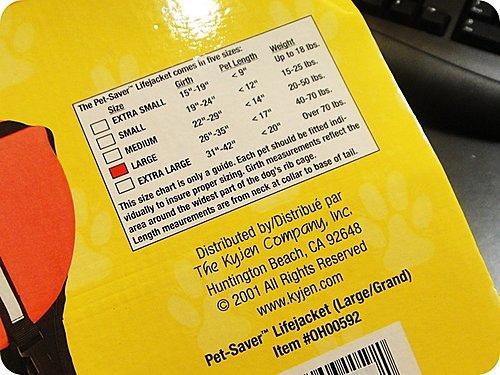 The Pet-Saver™ Lifejacket comes in five sizes:
Size Girth Pet Length Weight
EXTRA SMALL 15"-19" < 9" Up to 18 lbs.
SMALL 19"-24" < 12" 15-25 lbs.
MEDIUM 22"-29" < 14" 20-50 lbs.
LARGE 26"-35" < 17" 40-70 lbs.
EXTRA LARGE 31"-42" < 20" Over 70 lbs.
This size chart is only a guide. Each pet should be fitted indi-
vidually to insure proper sizing. Girth measurements reflect the
area around the widest part of the dog's rib cage.
Length meaurements are from neck at collar to base of tail.
Distributed by/Distribué par
The Kyjen Company, Inc.
Huntington Beach, CA 92648
© 2001 All Rights Reserved
www.kyjen.com
Pet-Saver™ Lifejacket (Large/Grand)
Item #OH00592